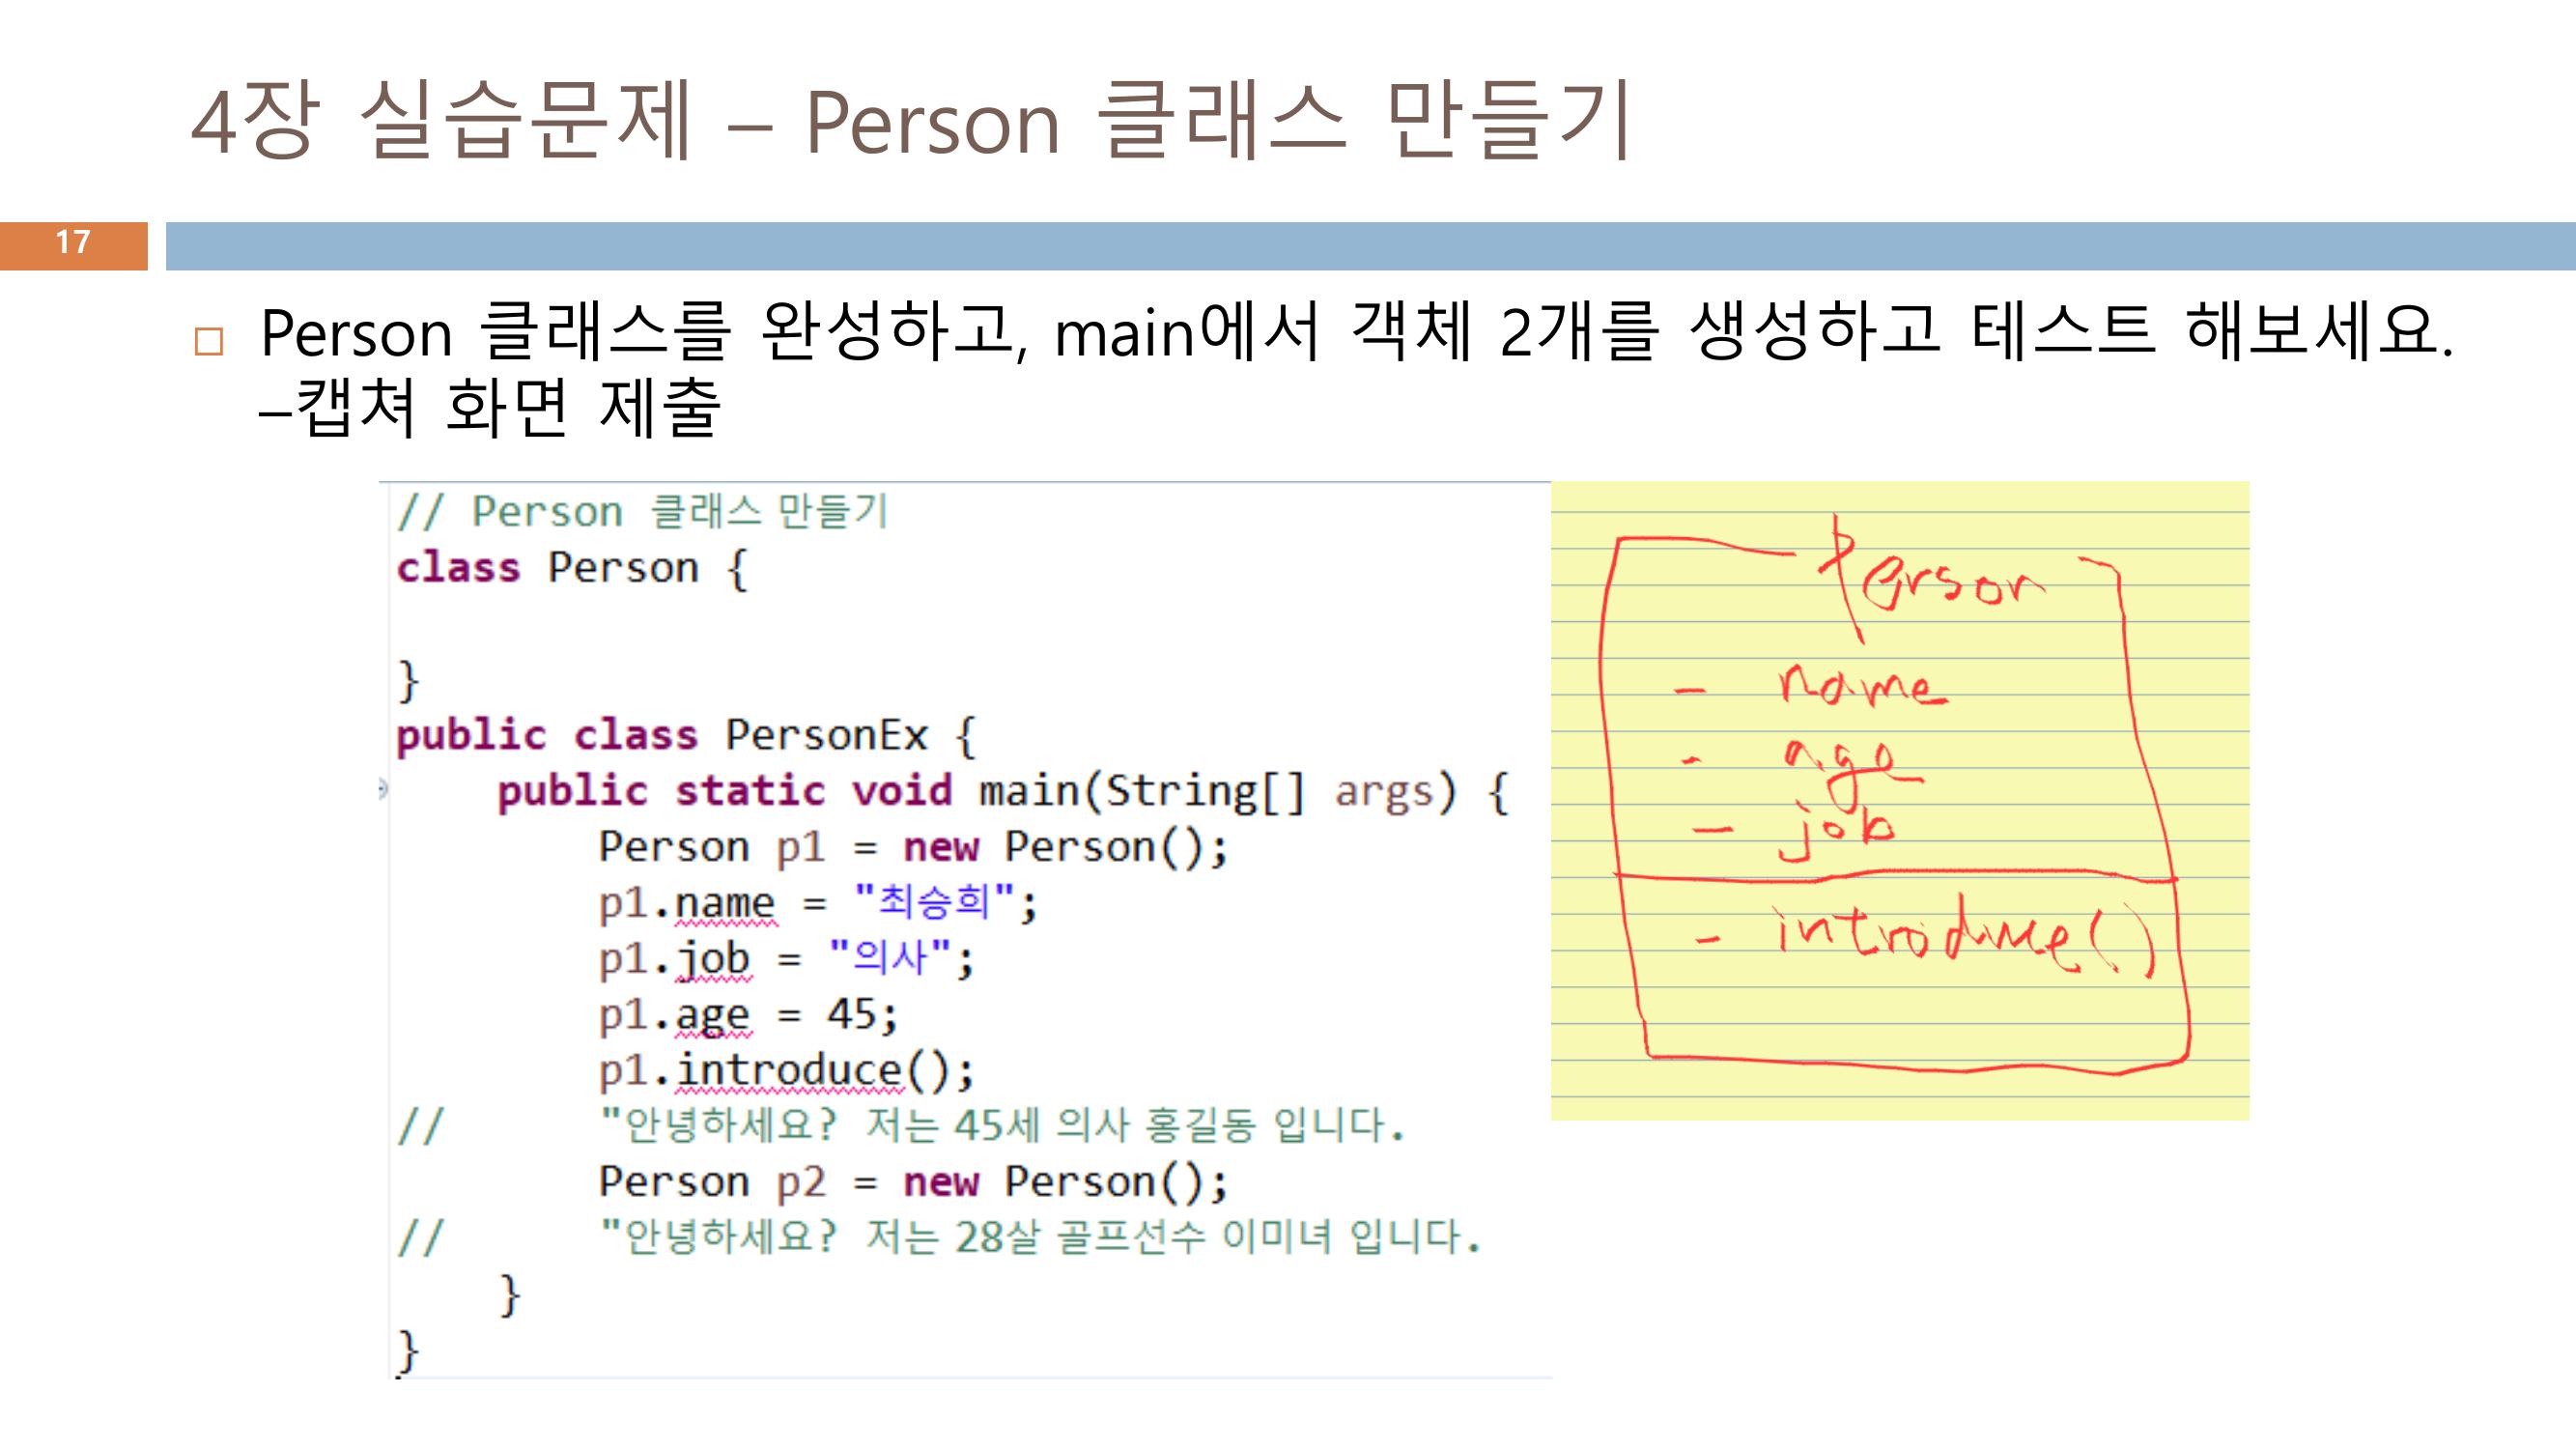 4장 실습문제 – Person 클래스 만들기
17
Person 클래스를 완성하고, main에서 객체 2개를 생성하고 테스트 해보세요.
–캡쳐 화면 제출
// Person 클래스 만들기
class Person {
}
public class PersonEx {
public static void main(String[] args) {
Person p1 = new Person();
p1.name = "최승희";
p1.job = "의사";
p1.age = 45;
p1.introduce();
// "안녕하세요? 저는 45세 의사 홍길동 입니다.
Person p2 = new Person();
// "안녕하세요? 저는 28살 골프선수 이미녀 입니다.
}
}
Person
- name
- age
- job
- introduce()